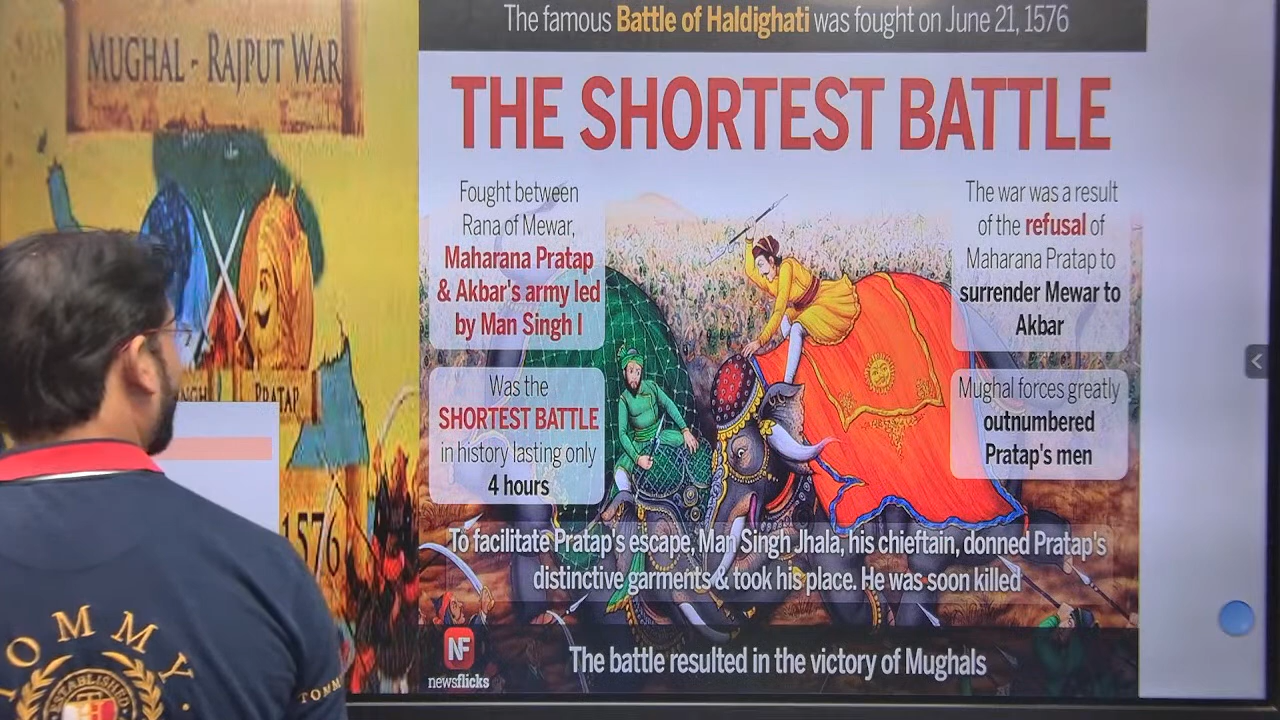 MUGHAL - RAJPUT WAR
PRATAP
1576
The famous Battle of Haldighati was fought on June 21, 1576
THE SHORTEST BATTLE
Fought between
Rana of Mewar,
Maharana Pratap
& Akbar's army led
by Man Singh I
Was the
SHORTEST BATTLE
in history lasting only
4 hours
The war was a result
of the refusal of
Maharana Pratap to
surrender Mewar to
Akbar
Mughal forces greatly
outnumbered
Pratap's men
To facilitate Pratap's escape, Man Singh Jhala, his chieftain, donned Pratap's
distinctive garments & took his place. He was soon killed
The battle resulted in the victory of Mughals
NF
newsflicks
TOMMY
ESTABLISHED
TOMM